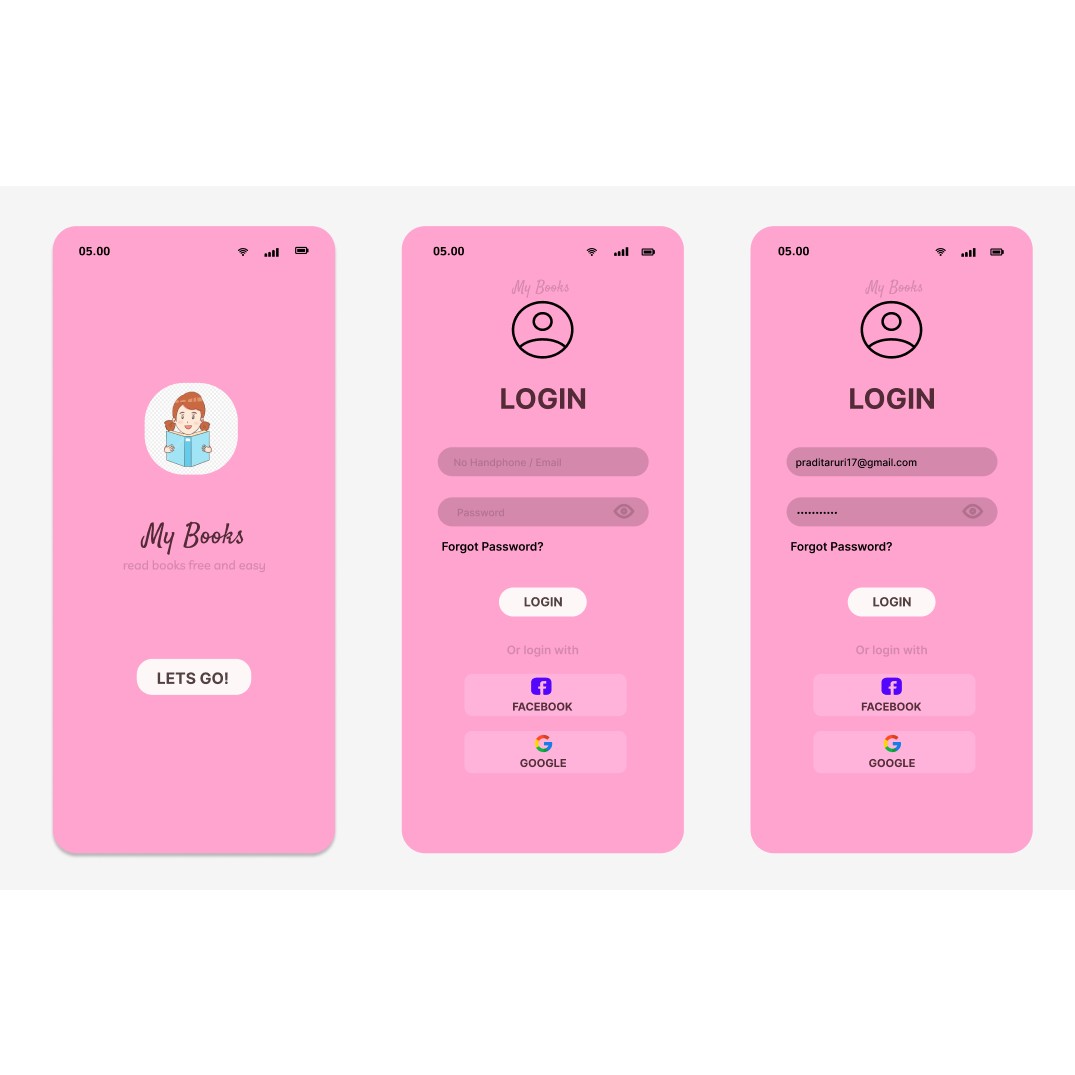 05.00
My Books
read books free and easy
LETS GO!
05.00
My Books
LOGIN
No Handphone / Email
Password
Forgot Password?
LOGIN
Or login with
FACEBOOK
GOOGLE
05.00
My Books
LOGIN
praditaruri17@gmail.com
•••••••••••
Forgot Password?
LOGIN
Or login with
FACEBOOK
GOOGLE